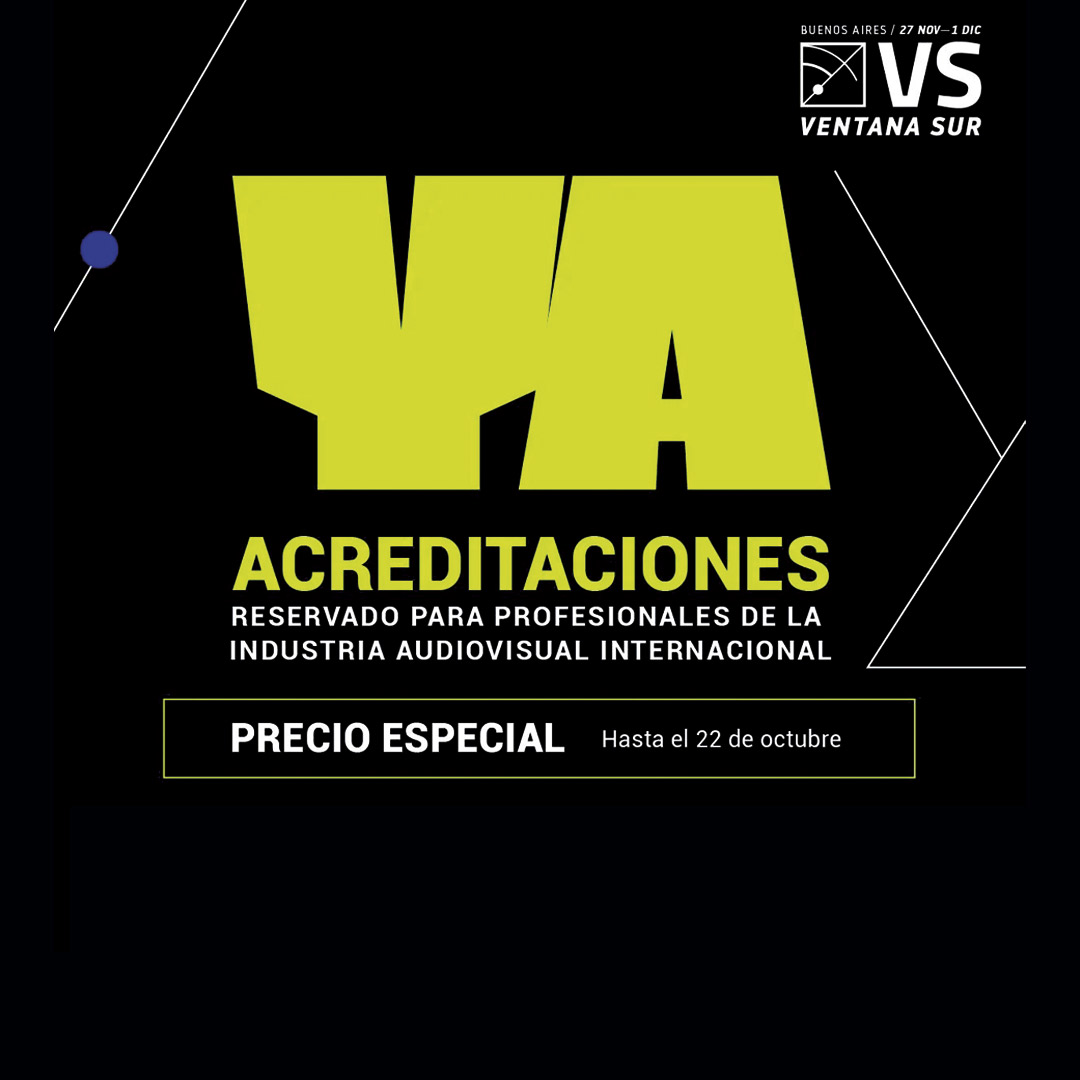 BUENOS AIRES / 27 NOV—1 DIC
VS
VENTANA SUR
YA
ACREDITACIONES
RESERVADO PARA PROFESIONALES DE LA
INDUSTRIA AUDIOVISUAL INTERNACIONAL
PRECIO ESPECIAL Hasta el 22 de octubre